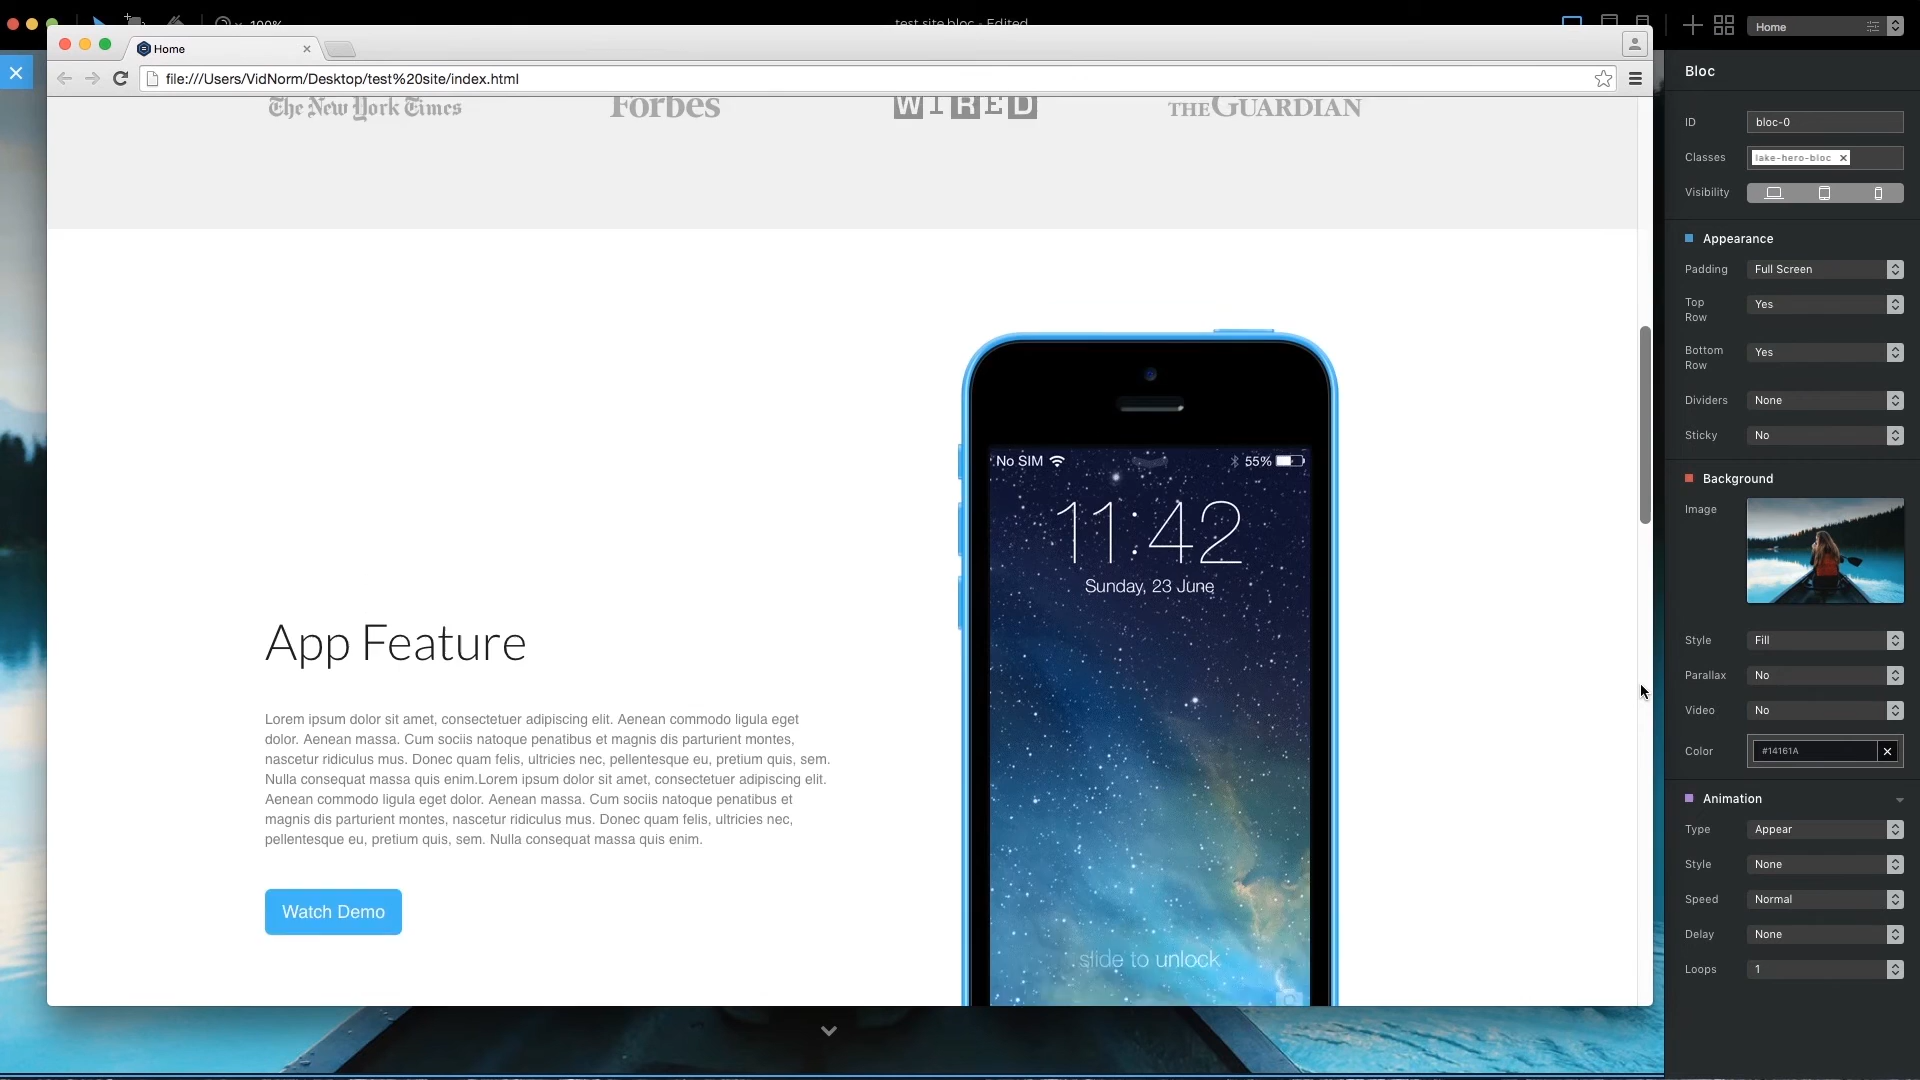 100%
test site.bloc - Edited
Home
Home
file:///Users/VidNorm/Desktop/test%20site/index.html
The New York Times
Forbes
WIRED
THE GUARDIAN
No SIM
55%
11:42
Sunday, 23 June
slide to unlock
App Feature
Lorem ipsum dolor sit amet, consectetuer adipiscing elit. Aenean commodo ligula eget
dolor. Aenean massa. Cum sociis natoque penatibus et magnis dis parturient montes,
nascetur ridiculus mus. Donec quam felis, ultricies nec, pellentesque eu, pretium quis, sem.
Nulla consequat massa quis enim.Lorem ipsum dolor sit amet, consectetuer adipiscing elit.
Aenean commodo ligula eget dolor. Aenean massa. Cum sociis natoque penatibus et
magnis dis parturient montes, nascetur ridiculus mus. Donec quam felis, ultricies nec,
pellentesque eu, pretium quis, sem. Nulla consequat massa quis enim.
Watch Demo
Bloc
ID bloc-0
Classes lake-hero-bloc
Visibility
Appearance
Padding Full Screen
Top Row Yes
Bottom Row Yes
Dividers None
Sticky No
Background
Image
Style Fill
Parallax No
Video No
Color #14161A
Animation
Type Appear
Style None
Speed Normal
Delay None
Loops 1